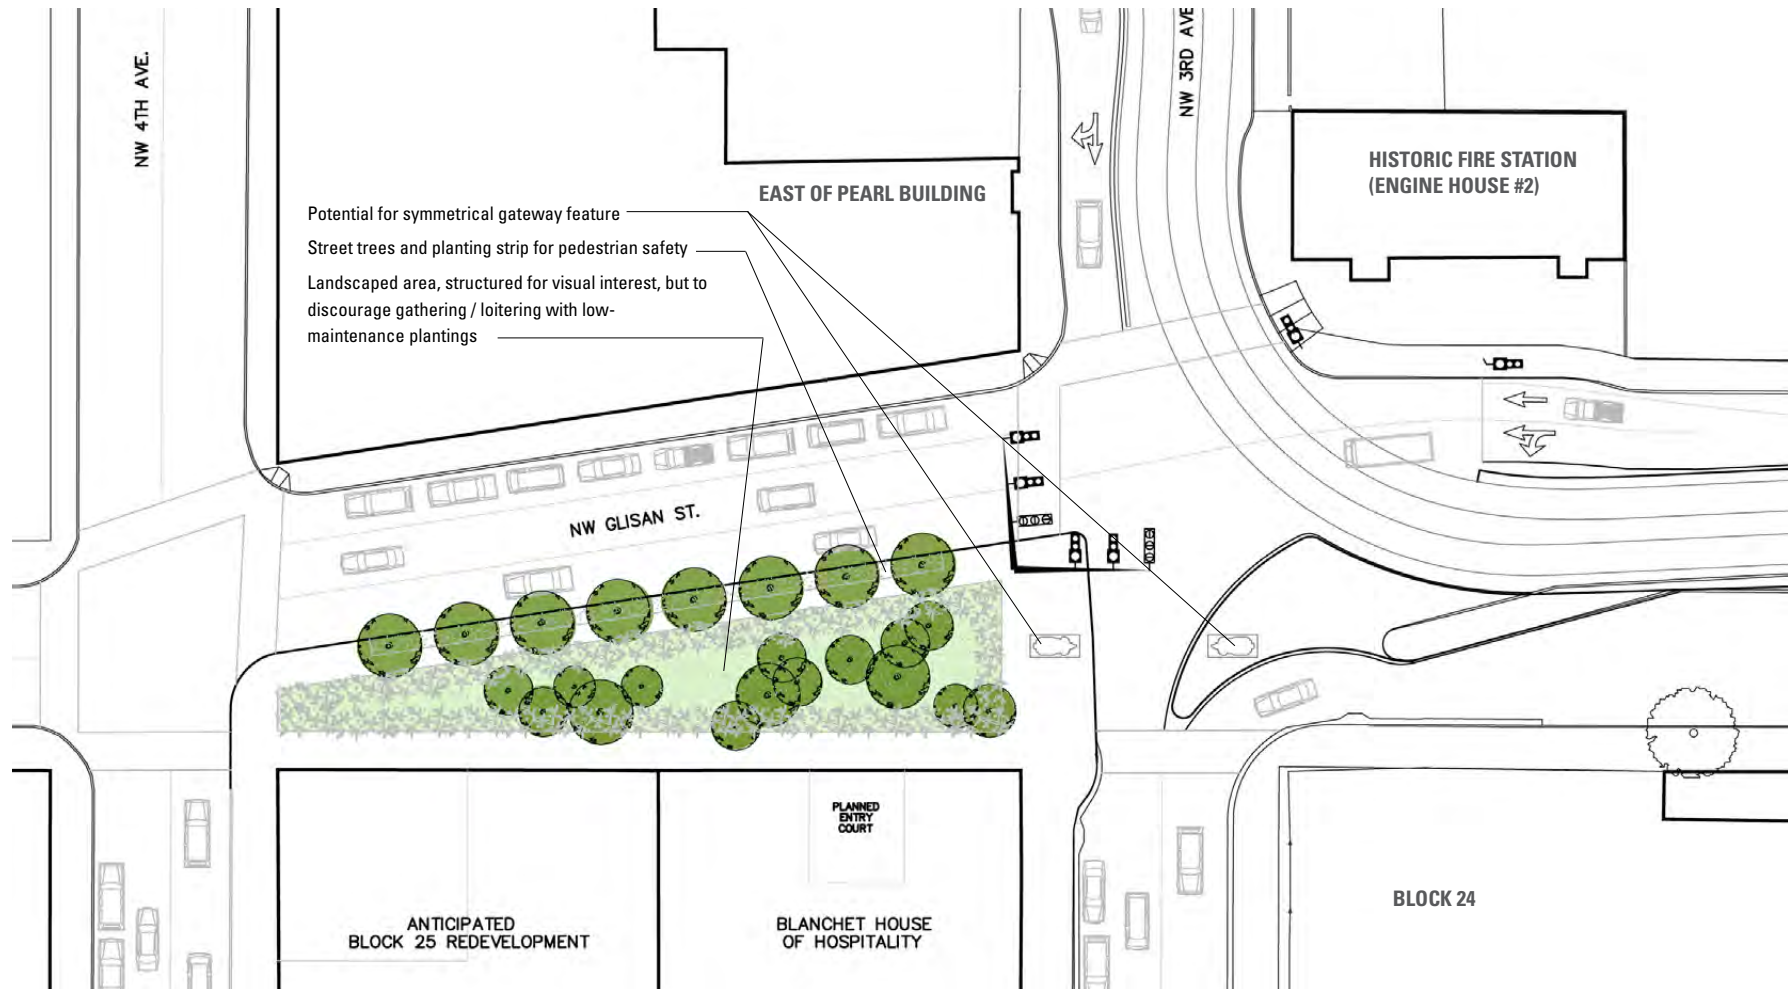 NW 4TH AVE.
NW 3RD AVE
HISTORIC FIRE STATION
(ENGINE HOUSE #2)
EAST OF PEARL BUILDING
Potential for symmetrical gateway feature
Street trees and planting strip for pedestrian safety
Landscaped area, structured for visual interest, but to
discourage gathering / loitering with low-
maintenance plantings
NW GLISAN ST.
PLANNED
ENTRY
COURT
ANTICIPATED
BLOCK 25 REDEVELOPMENT
BLANCHET HOUSE
OF HOSPITALITY
BLOCK 24